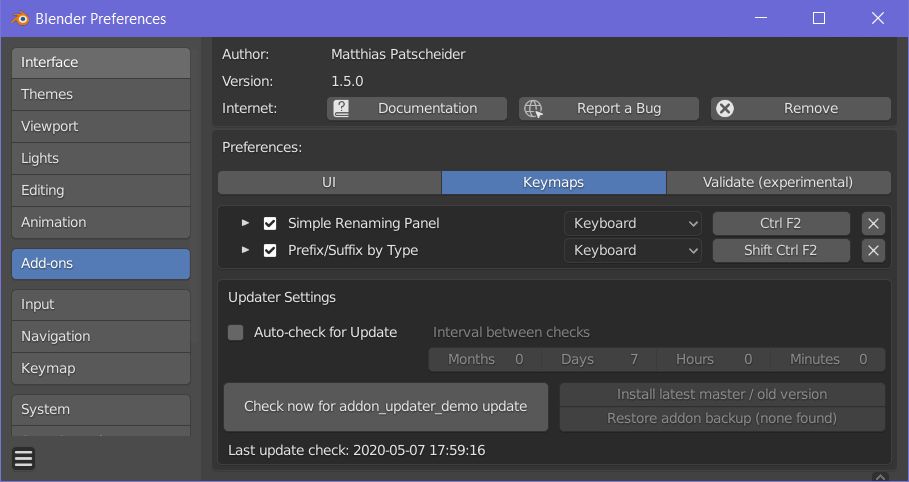 Blender Preferences
Interface
Themes
Viewport
Lights
Editing
Animation
Add-ons
Input
Navigation
Keymap
System
Author: Matthias Patscheider
Version: 1.5.0
Internet: Documentation Report a Bug Remove
Preferences:
UI Keymaps Validate (experimental)
Simple Renaming Panel Keyboard Ctrl F2
Prefix/Suffix by Type Keyboard Shift Ctrl F2
Updater Settings
Auto-check for Update Interval between checks
Months 0 Days 7 Hours 0 Minutes 0
Check now for addon_updater_demo update
Install latest master / old version
Restore addon backup (none found)
Last update check: 2020-05-07 17:59:16